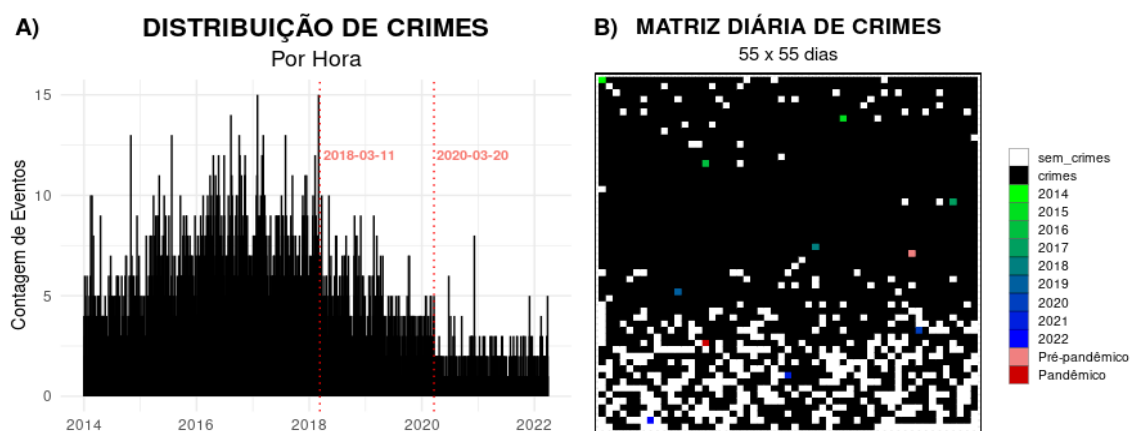 A)
DISTRIBUIÇÃO DE CRIMES
Por Hora
Contagem de Eventos
15
10
5
0
2018-03-11
2020-03-20
2014
2016
2018
2020
2022
B)
MATRIZ DIÁRIA DE CRIMES
55 x 55 dias
sem_crimes
crimes
2014
2015
2016
2017
2018
2019
2020
2021
2022
Pré-pandêmico
Pandêmico